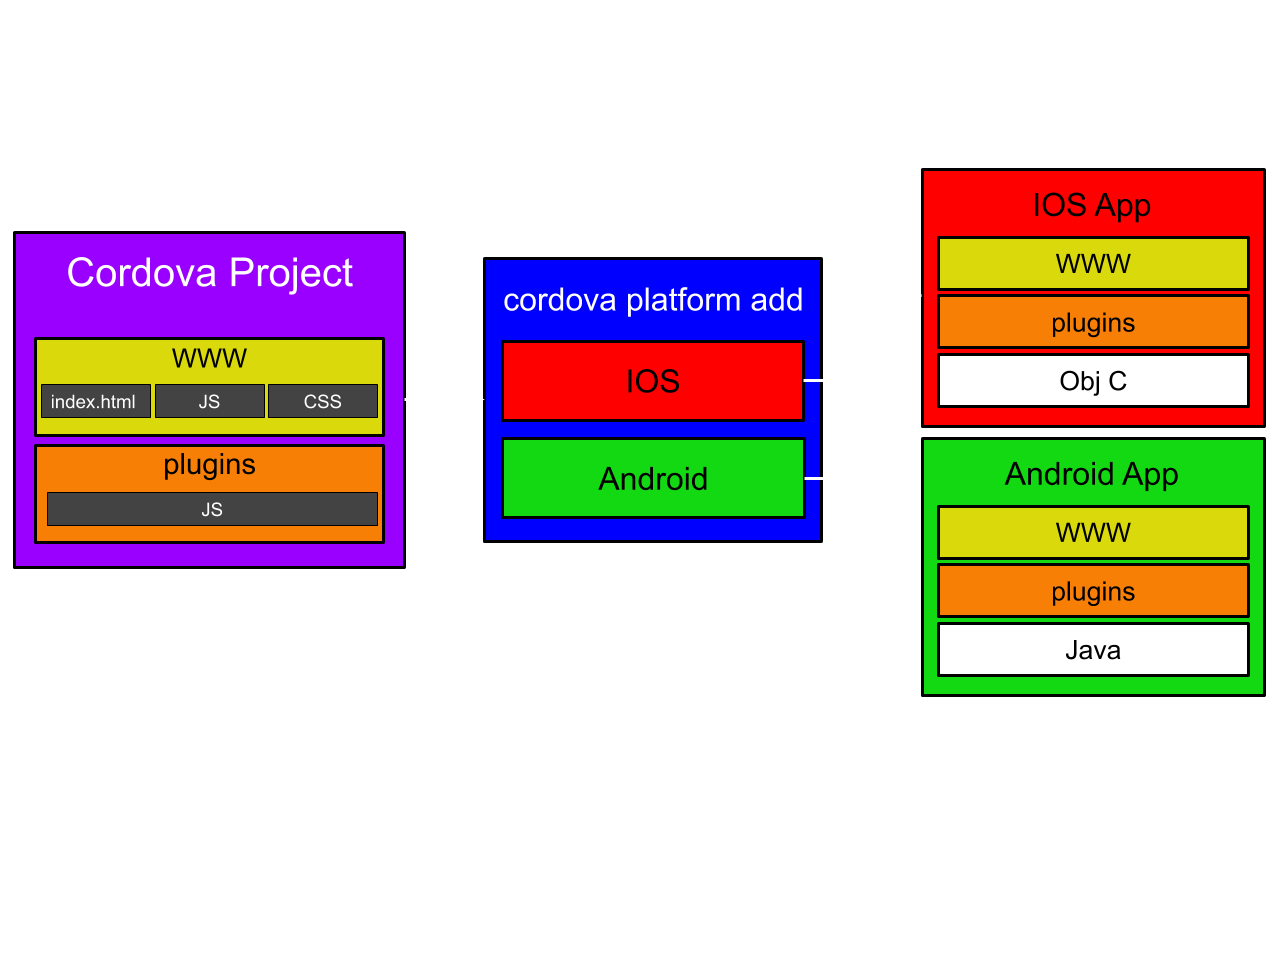 Cordova Project
WWW
index.html
JS
CSS
plugins
JS
cordova platform add
IOS
Android
IOS App
WWW
plugins
Obj C
Android App
WWW
plugins
Java